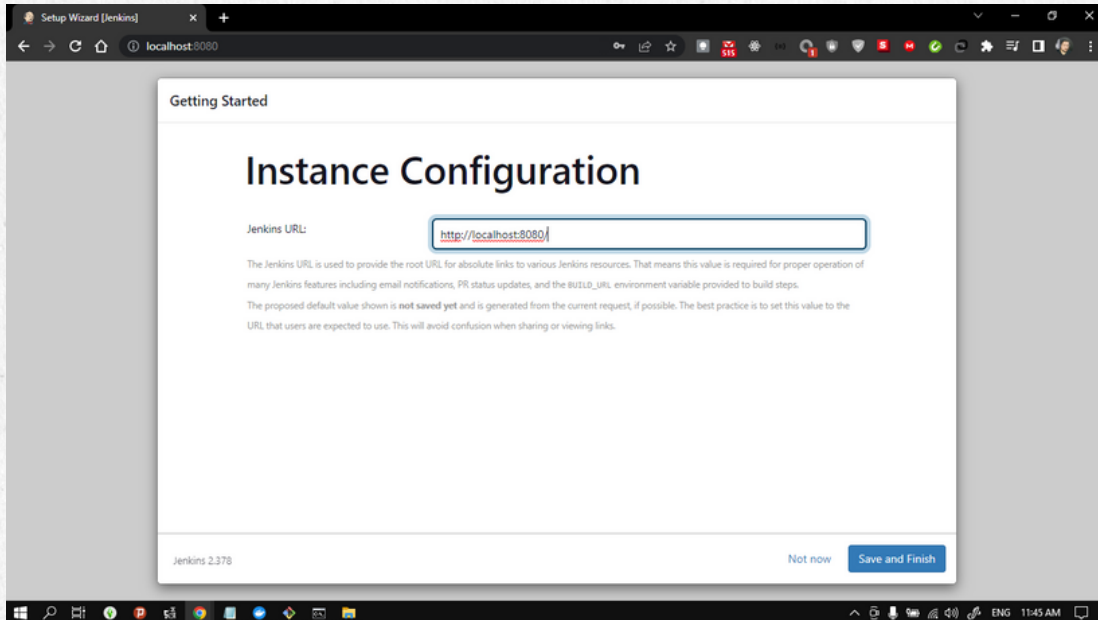 Setup Wizard [Jenkins]
localhost:8080
SIS
1
Getting Started
Instance Configuration
Jenkins URL:
http://localhost:8080/
The Jenkins URL is used to provide the root URL for absolute links to various Jenkins resources. That means this value is required for proper operation of
many Jenkins features including email notifications, PR status updates, and the BUILD_URL environment variable provided to build steps.
The proposed default value shown is not saved yet and is generated from the current request, if possible. The best practice is to set this value to the
URL that users are expected to use. This will avoid confusion when sharing or viewing links.
Jenkins 2.378
Not now
Save and Finish
ENG 11:45 AM